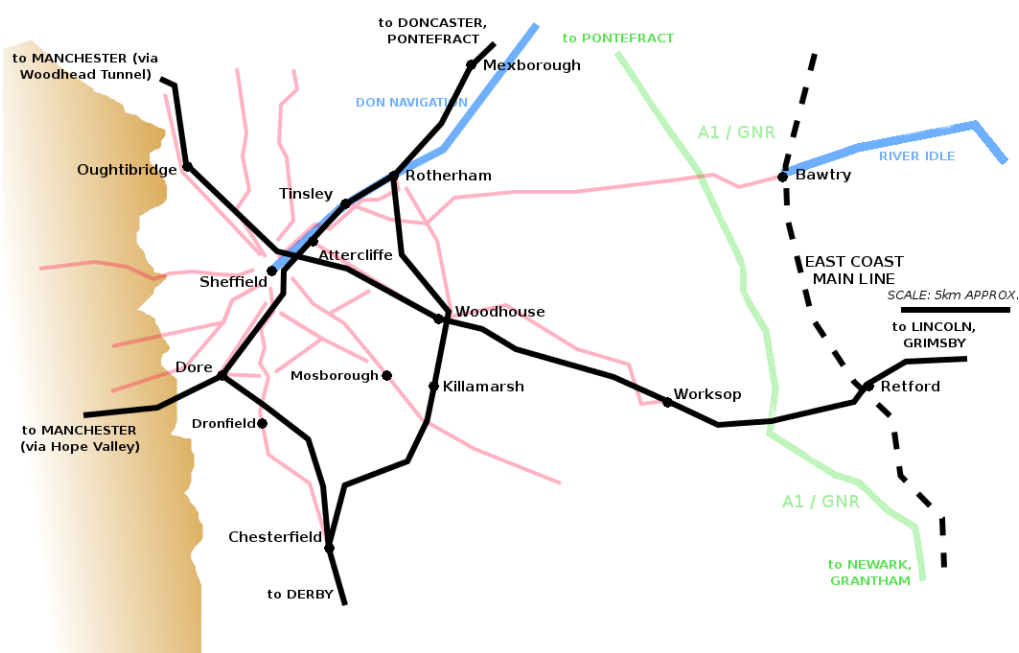 to DONCASTER,
PONTEFRACT
to PONTEFRACT
to MANCHESTER (via
Woodhead Tunnel)
Mexborough
DON NAVIGATION
A1 / GNR
RIVER IDLE
Oughtibridge
Rotherham
Bawtry
Tinsley
Attercliffe
EAST COAST
MAIN LINE
Sheffield
SCALE: 5km APPROX.
Woodhouse
to LINCOLN,
GRIMSBY
Dore
Mosborough
Killamarsh
Retford
Worksop
Dronfield
to MANCHESTER
(via Hope Valley)
A1 / GNR
Chesterfield
to NEWARK,
GRANTHAM
to DERBY